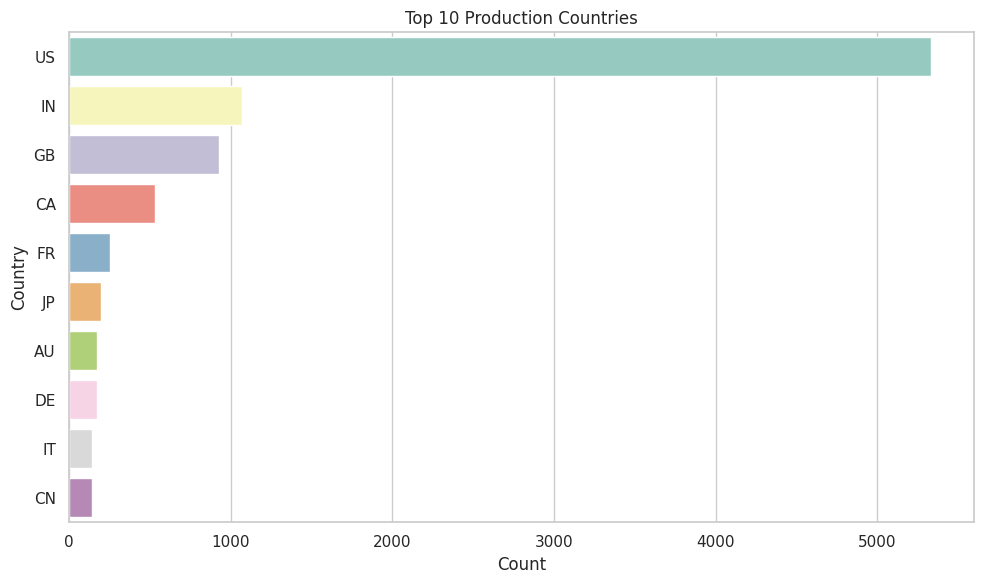 Top 10 Production Countries
Country
US
IN
GB
CA
FR
JP
AU
DE
IT
CN
0 1000 2000 3000 4000 5000
Count